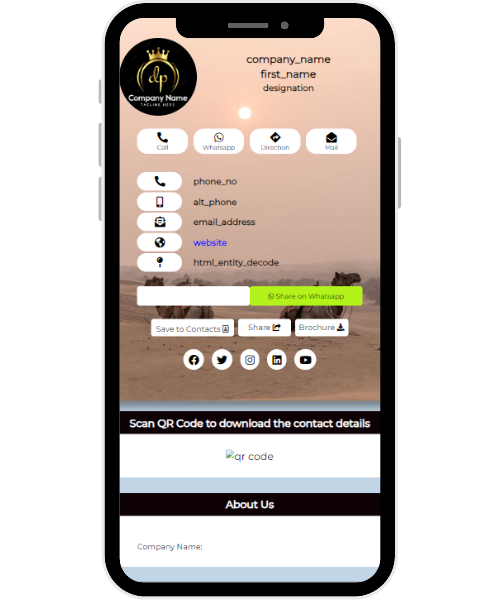 dp
Company Name
TAGLINE HERE
company_name
first_name
designation
Call Whatsapp Direction Mail
phone_no
alt_phone
email_address
website
html_entity_decode
Share on Whatsapp
Save to Contacts Share Brochure
Scan QR Code to download the contact details
qr code
About Us
Company Name: